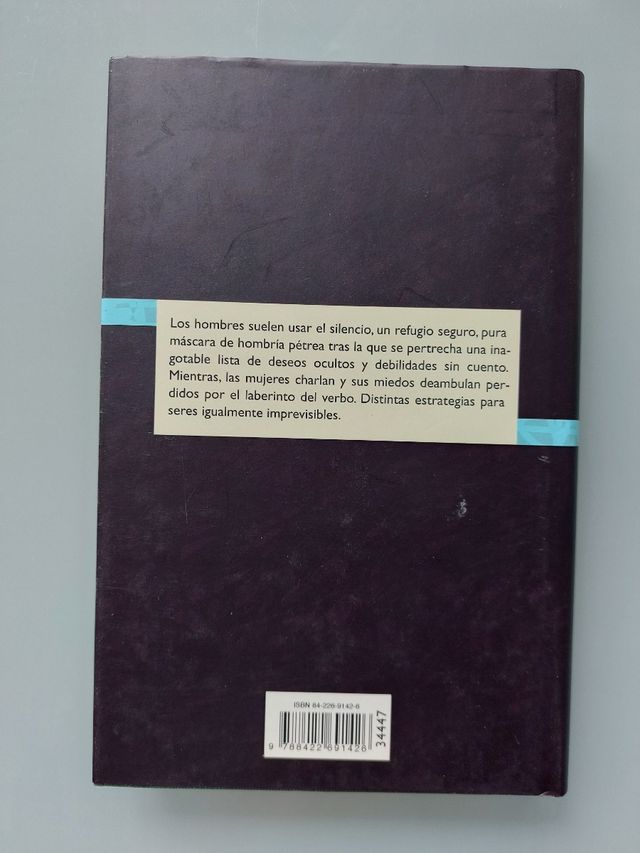 Los hombres suelen usar el silencio, un refugio seguro, pura
máscara de hombría pétrea tras la que se pertrecha una ina-
gotable lista de deseos ocultos y debilidades sin cuento.
Mientras, las mujeres charlan y sus miedos deambulan per-
didos por el laberinto del verbo. Distintas estrategias para
seres igualmente imprevisibles.
ISBN 84-226-9142-6
9 788422 691426
34447